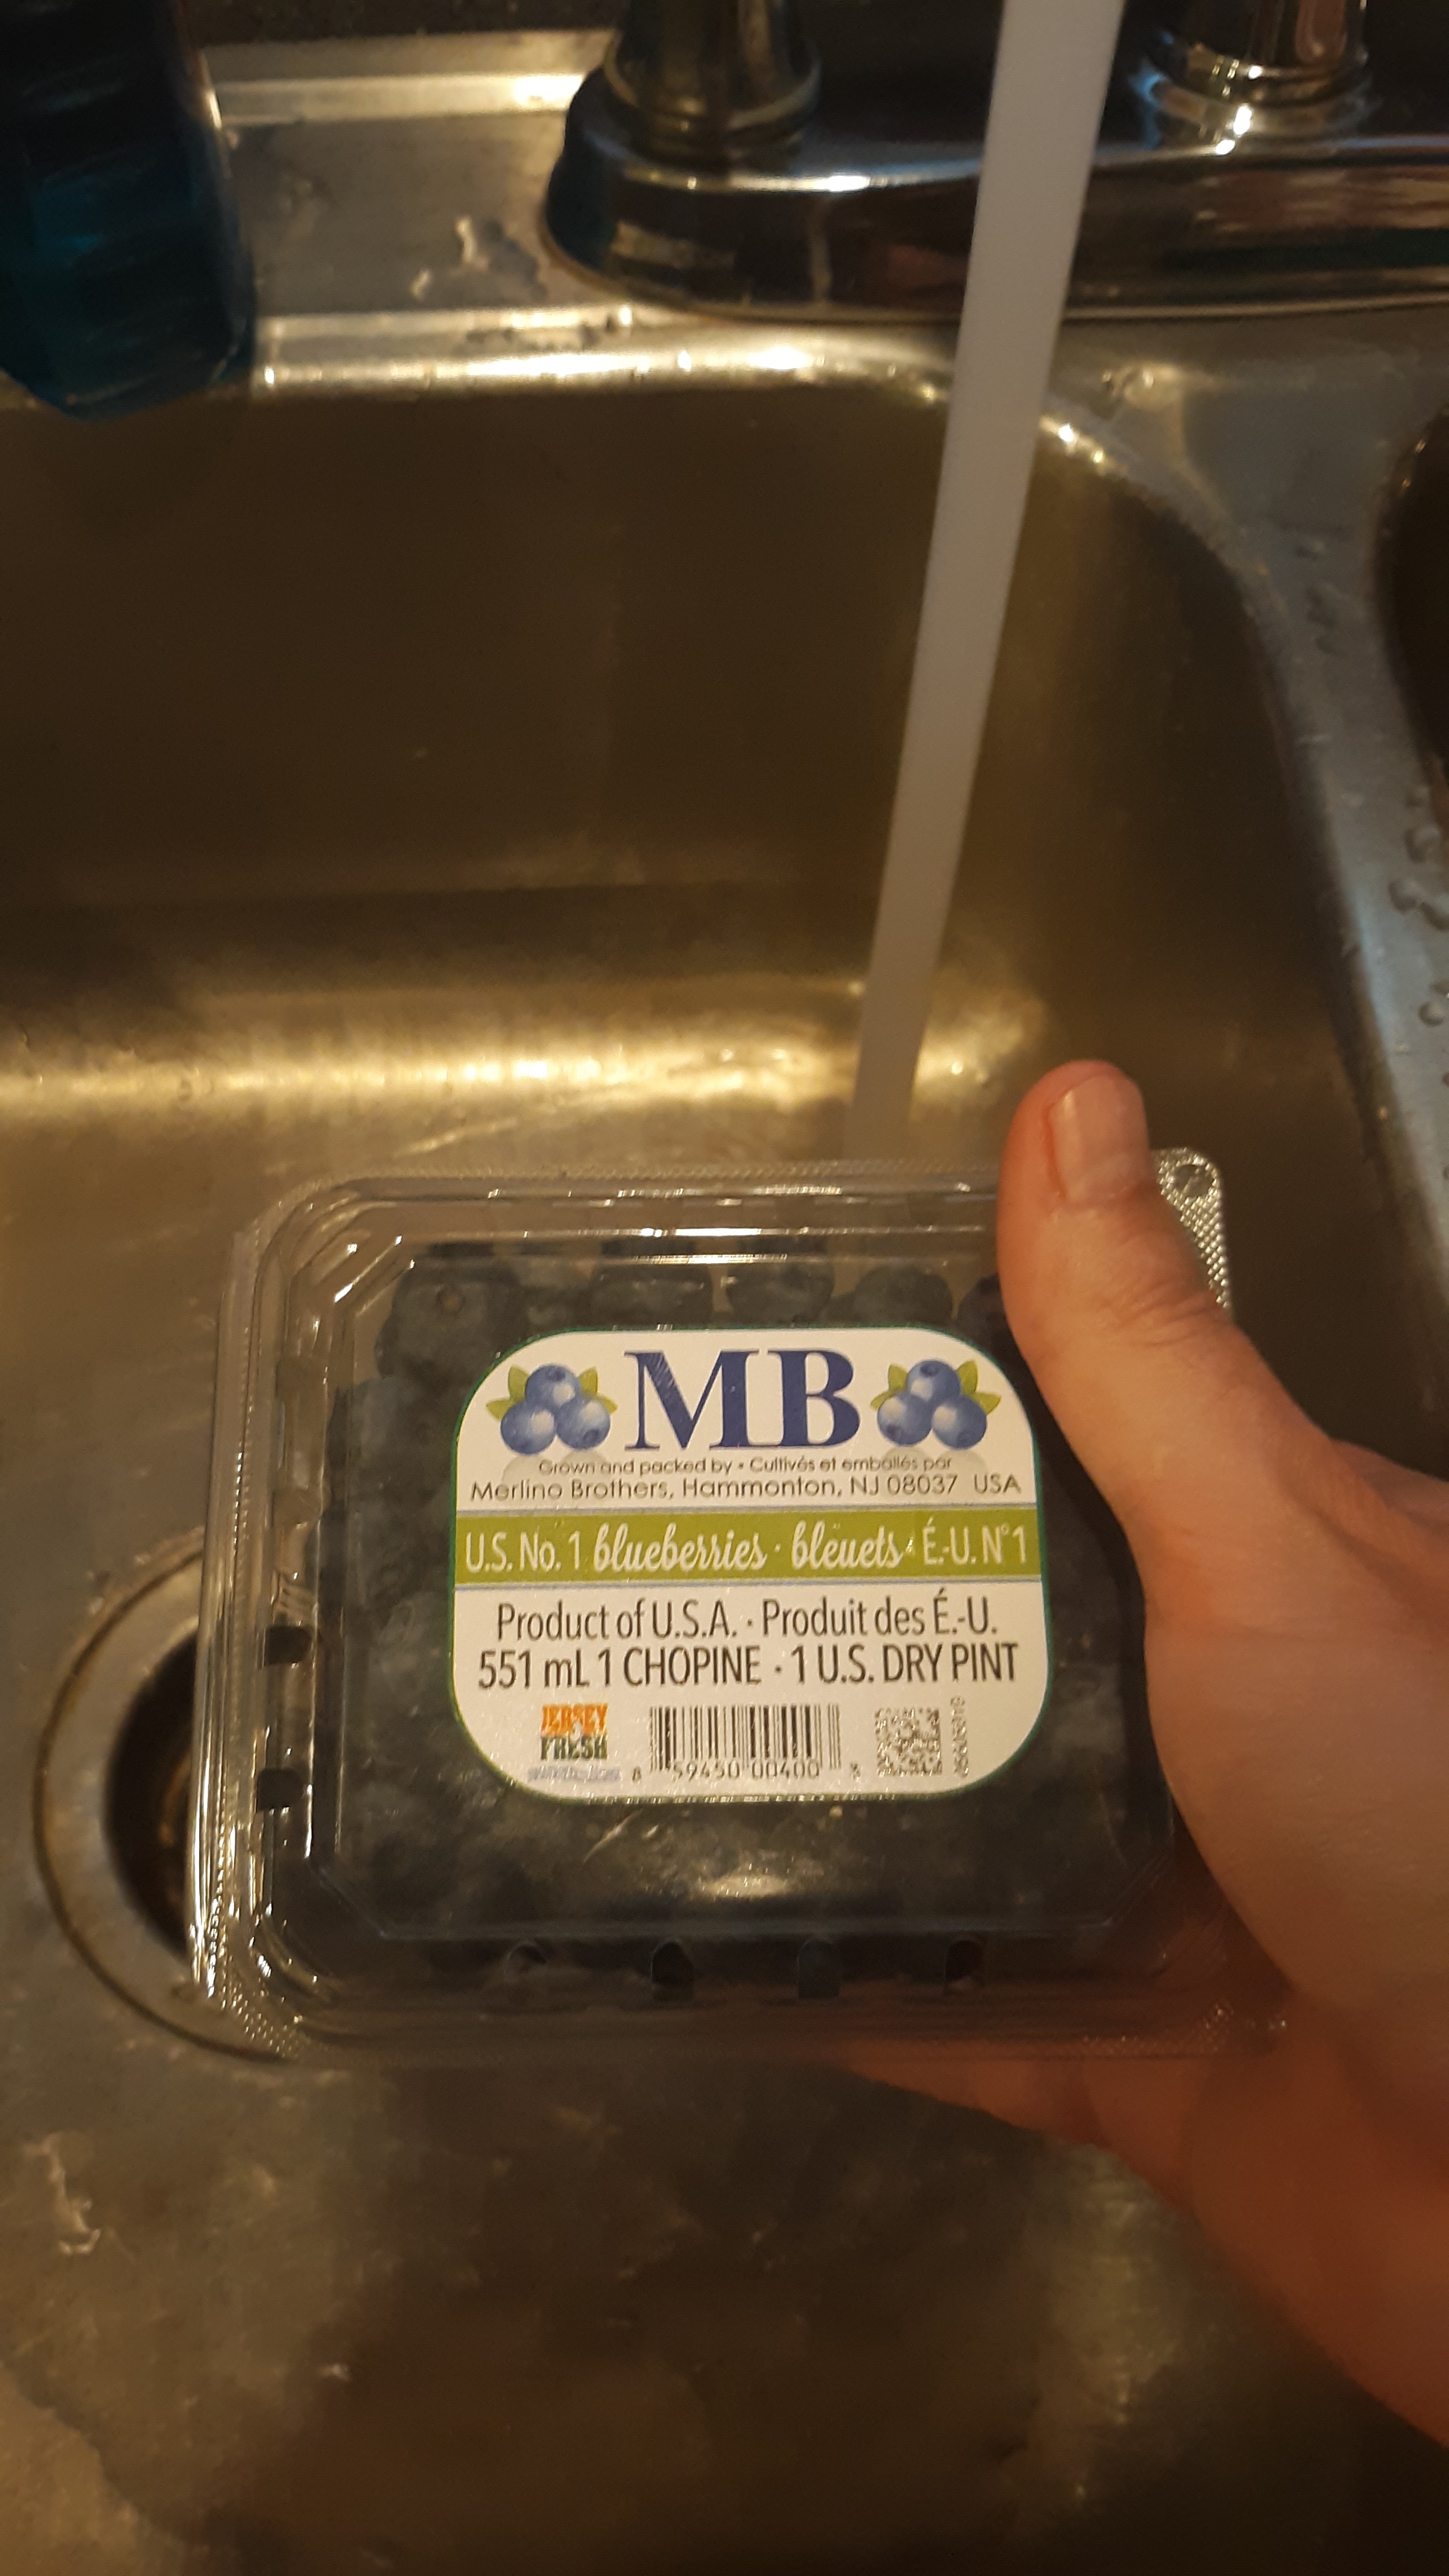 MB
Grown and packed by • Cultivés et emballés par
Merlino Brothers, Hammonton, NJ 08037 USA
U.S. No. 1 blueberries · bleuets · É.-U. N°1
Product of U.S.A. · Produit des É.-U.
551 mL 1 CHOPINE · 1 U.S. DRY PINT
JERSEY
FRESH
8 59450 00400